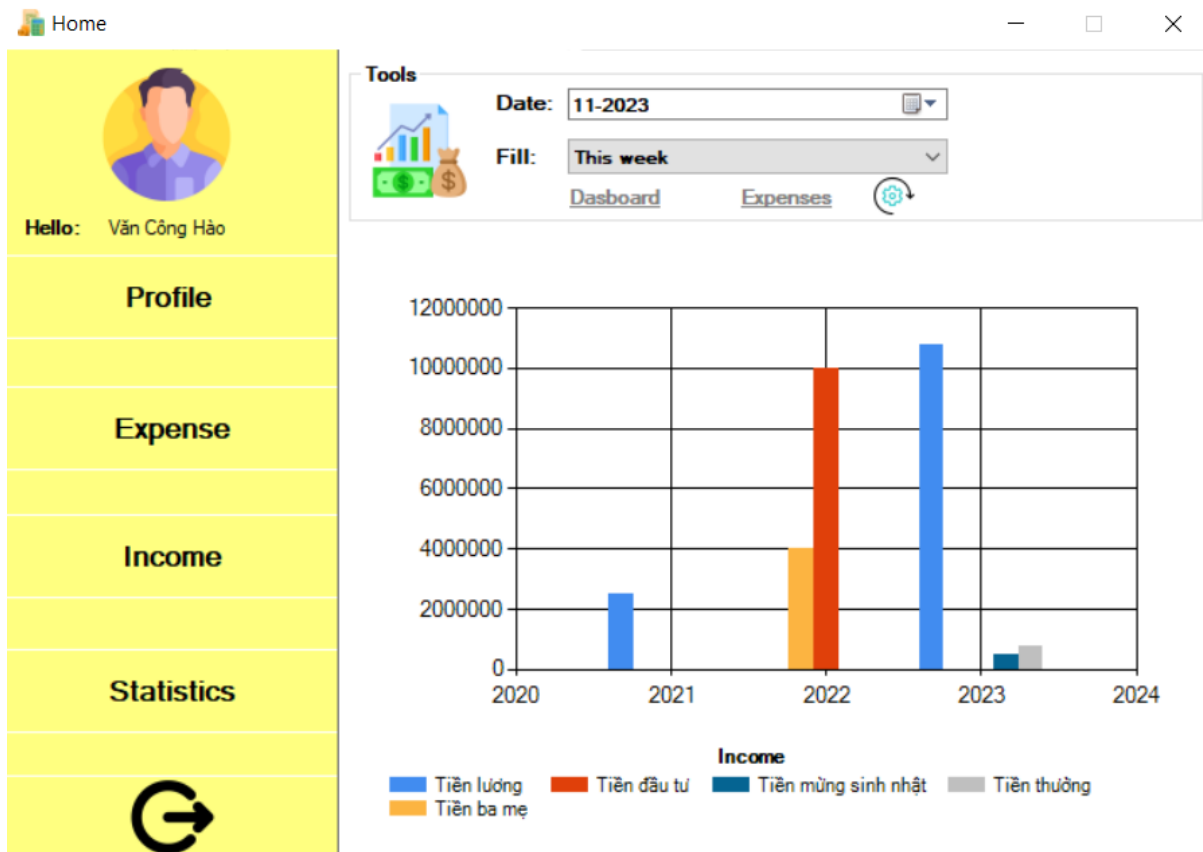 Home
Hello: Văn Công Hào
Profile
Expense
Income
Statistics
Tools
Date: 11-2023
Fill: This week
Dasboard Expenses
12000000
10000000
8000000
6000000
4000000
2000000
0
2020 2021 2022 2023 2024
Income
Tiền lương Tiền đầu tư Tiền mừng sinh nhật Tiền thưởng
Tiền ba mẹ